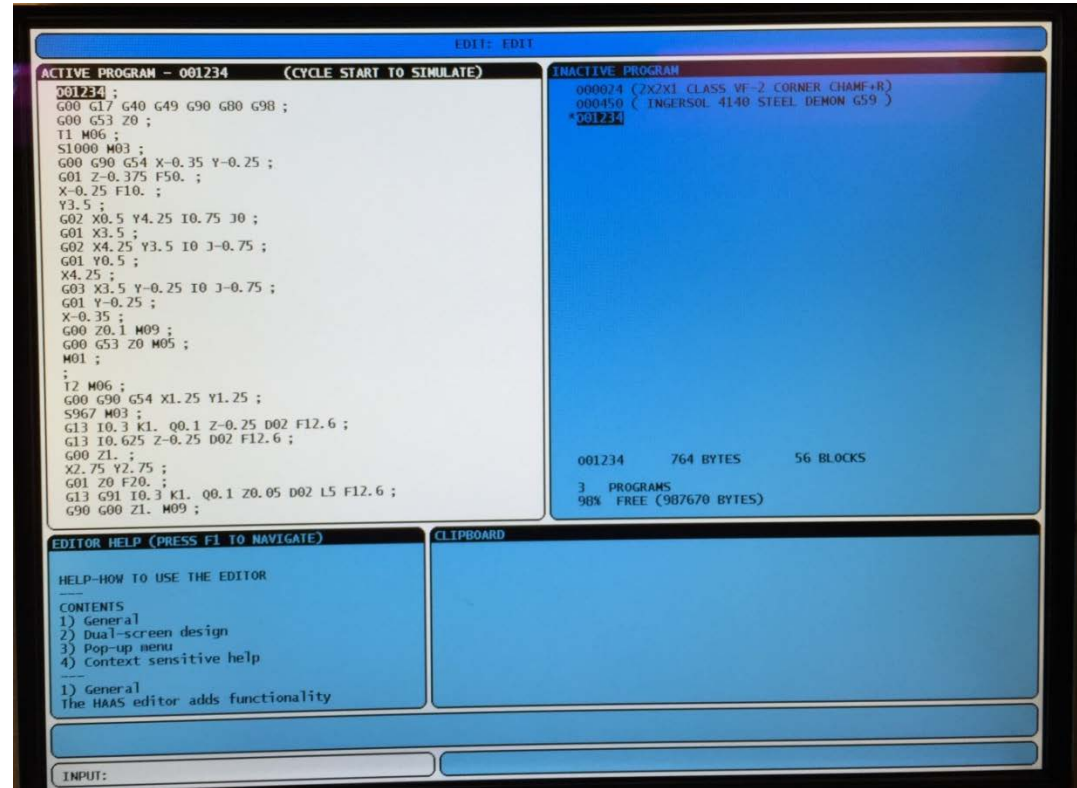 EDIT: EDIT
ACTIVE PROGRAM - O01234 (CYCLE START TO SIMULATE)
O01234 ;
G00 G17 G40 G49 G90 G80 G98 ;
G00 G53 Z0 ;
T1 M06 ;
S1000 M03 ;
G00 G90 G54 X-0.35 Y-0.25 ;
G01 Z-0.375 F50. ;
X-0.25 F10. ;
Y3.5 ;
G02 X0.5 Y4.25 I0.75 J0 ;
G01 X3.5 ;
G02 X4.25 Y3.5 I0 J-0.75 ;
G01 Y0.5 ;
X4.25 ;
G03 X3.5 Y-0.25 I0 J-0.75 ;
G01 Y-0.25 ;
X-0.35 ;
G00 Z0.1 M09 ;
G00 G53 Z0 M05 ;
M01 ;
;
T2 M06 ;
G00 G90 G54 X1.25 Y1.25 ;
S967 M03 ;
G13 I0.3 K1. Q0.1 Z-0.25 D02 F12.6 ;
G13 I0.625 Z-0.25 D02 F12.6 ;
G00 Z1. ;
X2.75 Y2.75 ;
G01 Z0 F20. ;
G13 G91 I0.3 K1. Q0.1 Z0.05 D02 L5 F12.6 ;
G90 G00 Z1. M09 ;
INACTIVE PROGRAM
O00024 (2X2X1 CLASS VF-2 CORNER CHAMF+R)
O00450 ( INGERSOL 4140 STEEL DEMON G59 )
*O01234
O01234 764 BYTES 56 BLOCKS
3 PROGRAMS
98% FREE (987670 BYTES)
EDITOR HELP (PRESS F1 TO NAVIGATE)
HELP-HOW TO USE THE EDITOR
---
CONTENTS
1) General
2) Dual-screen design
3) Pop-up menu
4) Context sensitive help
---
1) General
The HAAS editor adds functionality
CLIPBOARD
INPUT: